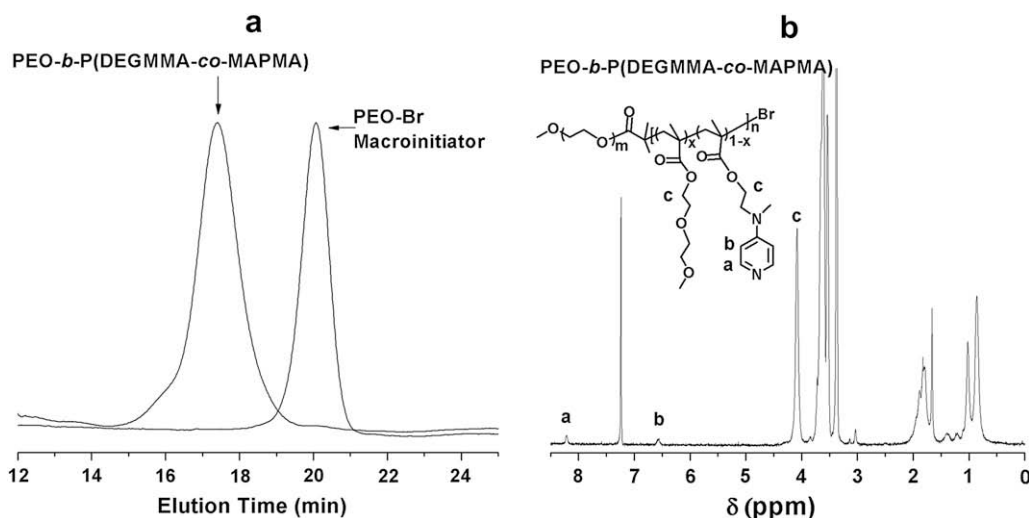 a
PEO-b-P(DEGMMA-co-MAPMA)
PEO-Br
Macroinitiator
12 14 16 18 20 22 24
Elution Time (min)
b
PEO-b-P(DEGMMA-co-MAPMA)
O
Br
O
O
m
x
1-x
n
O
O
O
O
c
c
O
N
O
b
a
N
O
c
a
b
8 7 6 5 4 3 2 1 0
δ (ppm)